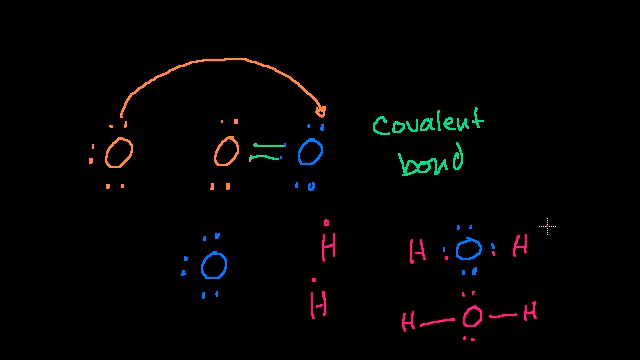 O O = O
covalent
bond
O H
H
H O H
H — O — H